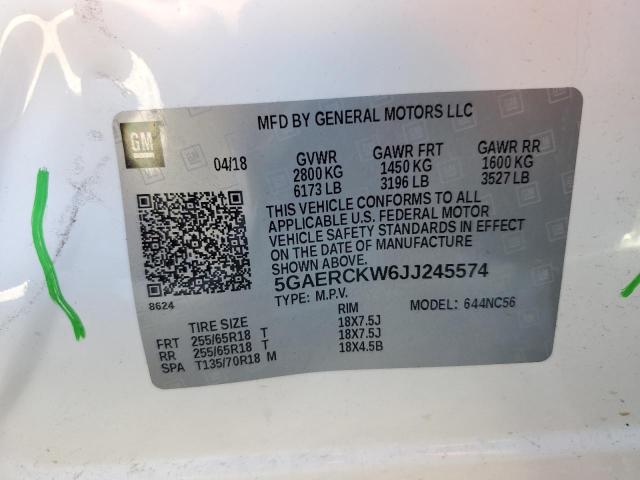 MFD BY GENERAL MOTORS LLC
GM
04/18 GVWR GAWR FRT GAWR RR
2800 KG 1450 KG 1600 KG
6173 LB 3196 LB 3527 LB
THIS VEHICLE CONFORMS TO ALL
APPLICABLE U.S. FEDERAL MOTOR
VEHICLE SAFETY STANDARDS IN EFFECT
ON THE DATE OF MANUFACTURE
SHOWN ABOVE.
8624 5GAERCKW6JJ245574
TYPE: M.P.V. MODEL: 644NC56
TIRE SIZE RIM
FRT 255/65R18 T 18X7.5J
RR 255/65R18 T 18X7.5J
SPA T135/70R18 M 18X4.5B